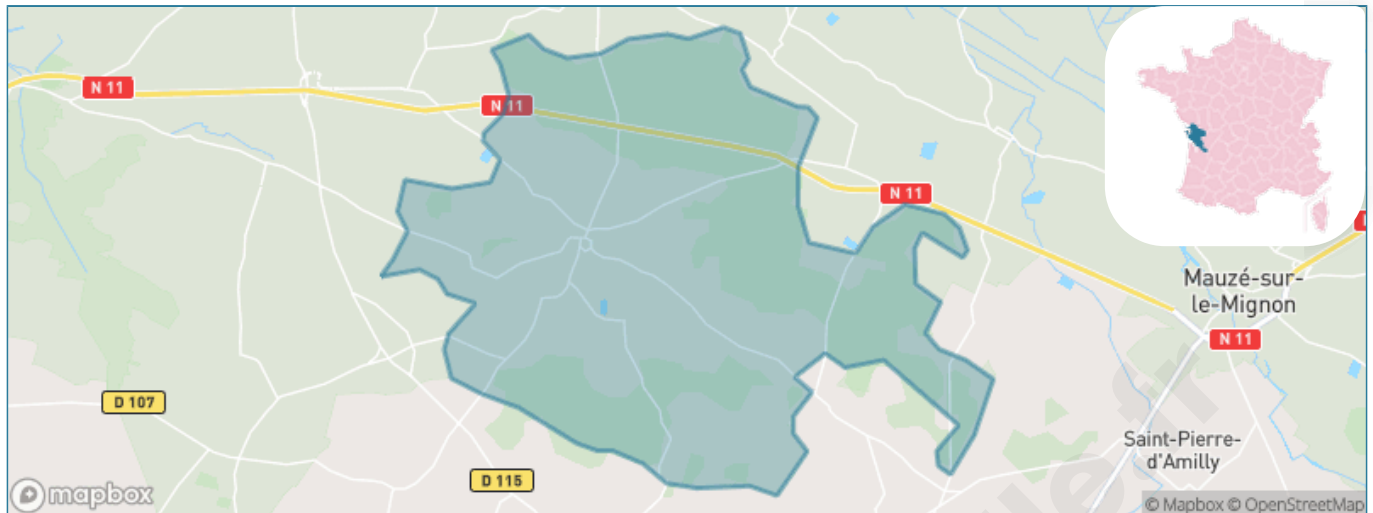 N 11
N 11
N 11
Mauzé-sur-
le-Mignon
N 11
D 107
Saint-Pierre-
d'Amilly
D 115
mapbox
© Mapbox © OpenStreetMap